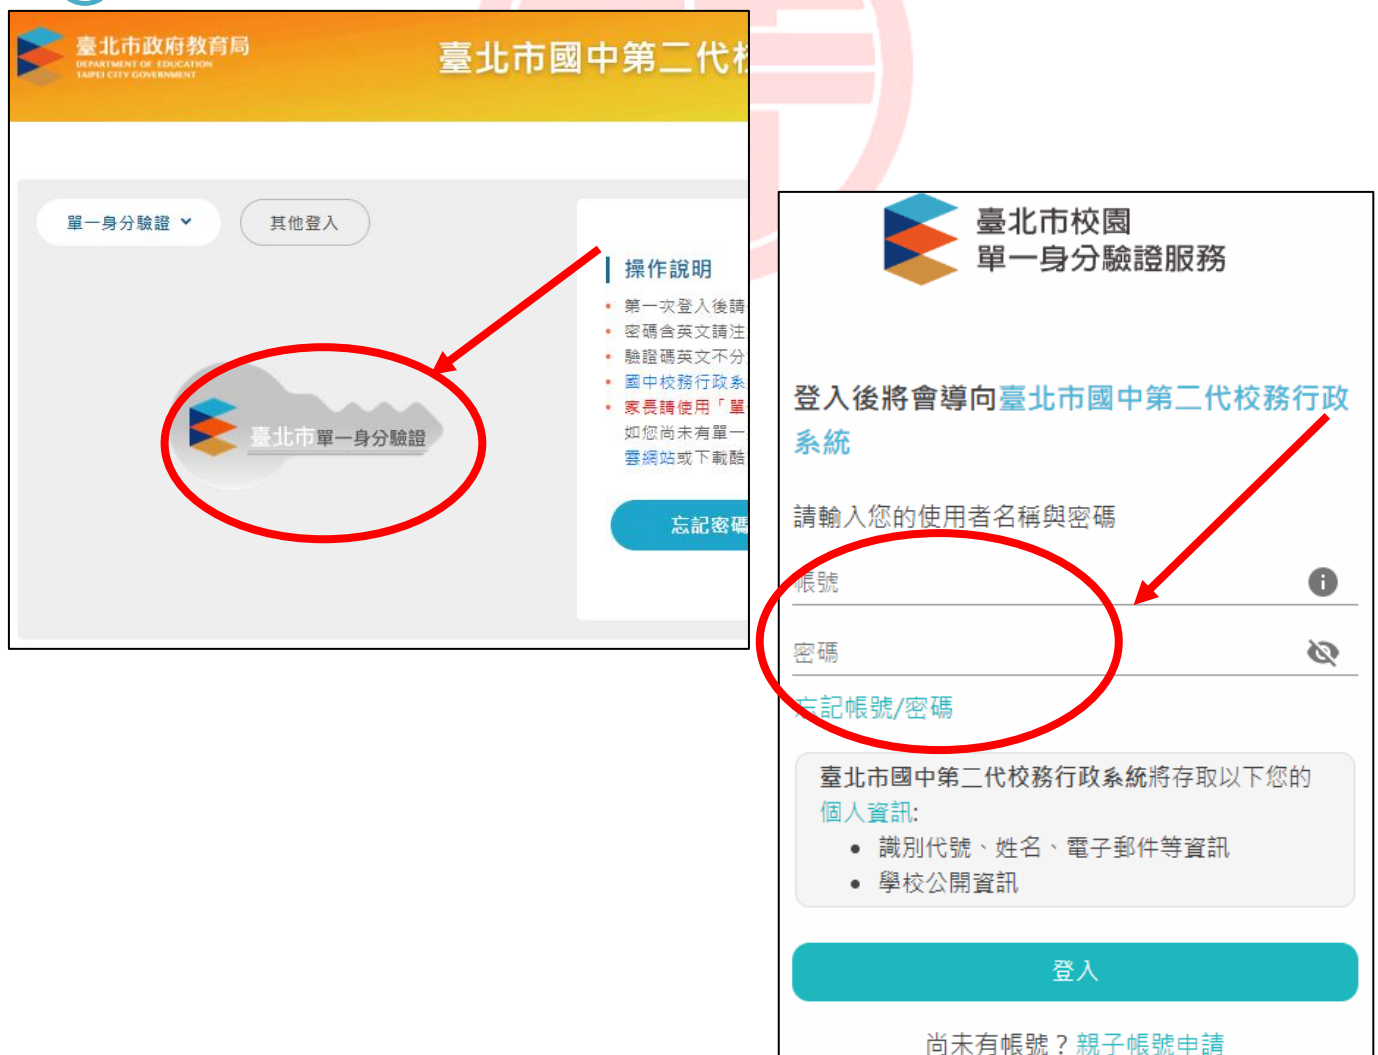 臺北市政府教育局
DEPARTMENT OF EDUCATION
TAIPEI CITY GOVERNMENT
臺北市國中第二代校
單一身分驗證
其他登入
臺北市單一身分驗證
操作說明
第一次登入後請
密碼含英文請注
驗證碼英文不分
國中校務行政系
家長請使用「單
如您尚未有單一
雲網站或下載酷
忘記密碼
臺北市校園
單一身分驗證服務
登入後將會導向臺北市國中第二代校務行政
系統
請輸入您的使用者名稱與密碼
帳號
密碼
忘記帳號/密碼
臺北市國中第二代校務行政系統將存取以下您的
個人資訊:
• 識別代號、姓名、電子郵件等資訊
• 學校公開資訊
登入
尚未有帳號？親子帳號申請